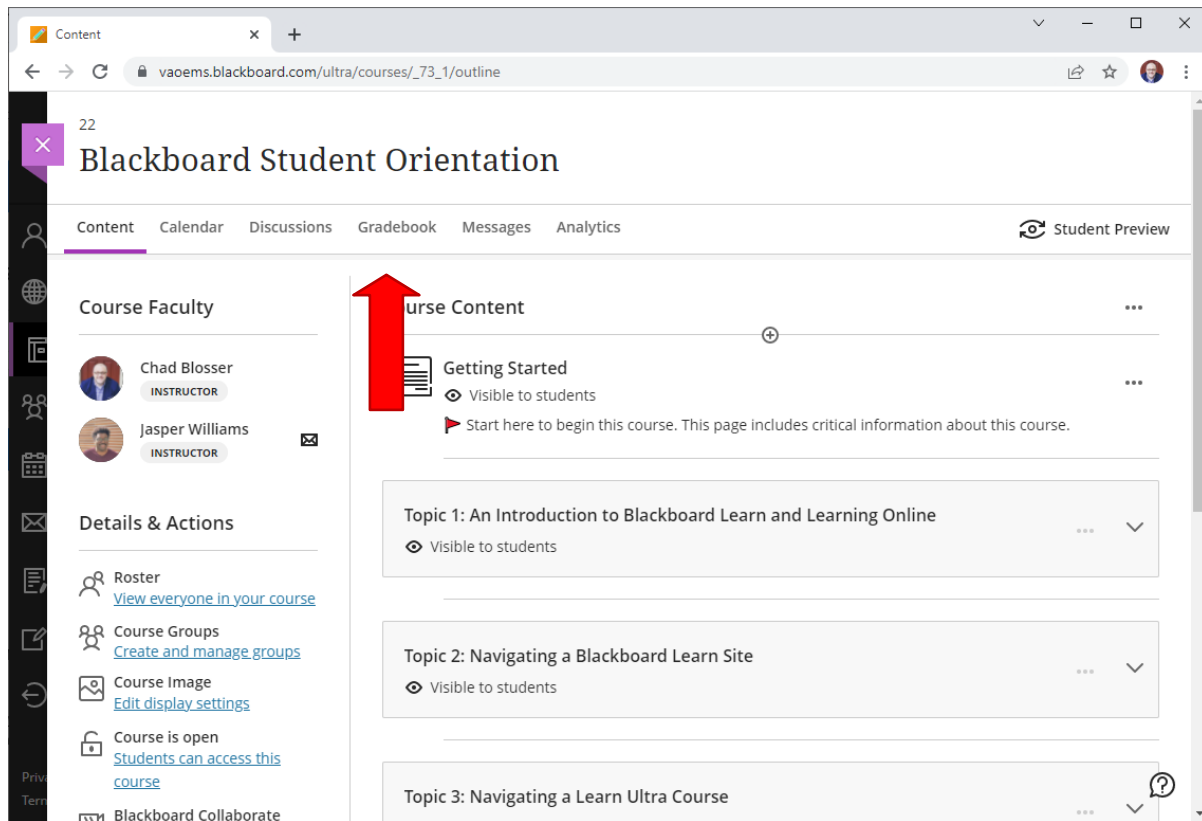 Content
vaoems.blackboard.com/ultra/courses/_73_1/outline
22
Blackboard Student Orientation
Content Calendar Discussions Gradebook Messages Analytics
Student Preview
Course Faculty
Chad Blosser
INSTRUCTOR
Jasper Williams
INSTRUCTOR
Details & Actions
Roster
View everyone in your course
Course Groups
Create and manage groups
Course Image
Edit display settings
Course is open
Students can access this
course
Blackboard Collaborate
ourse Content
Getting Started
Visible to students
Start here to begin this course. This page includes critical information about this course.
Topic 1: An Introduction to Blackboard Learn and Learning Online
Visible to students
Topic 2: Navigating a Blackboard Learn Site
Visible to students
Topic 3: Navigating a Learn Ultra Course
Priva
Term